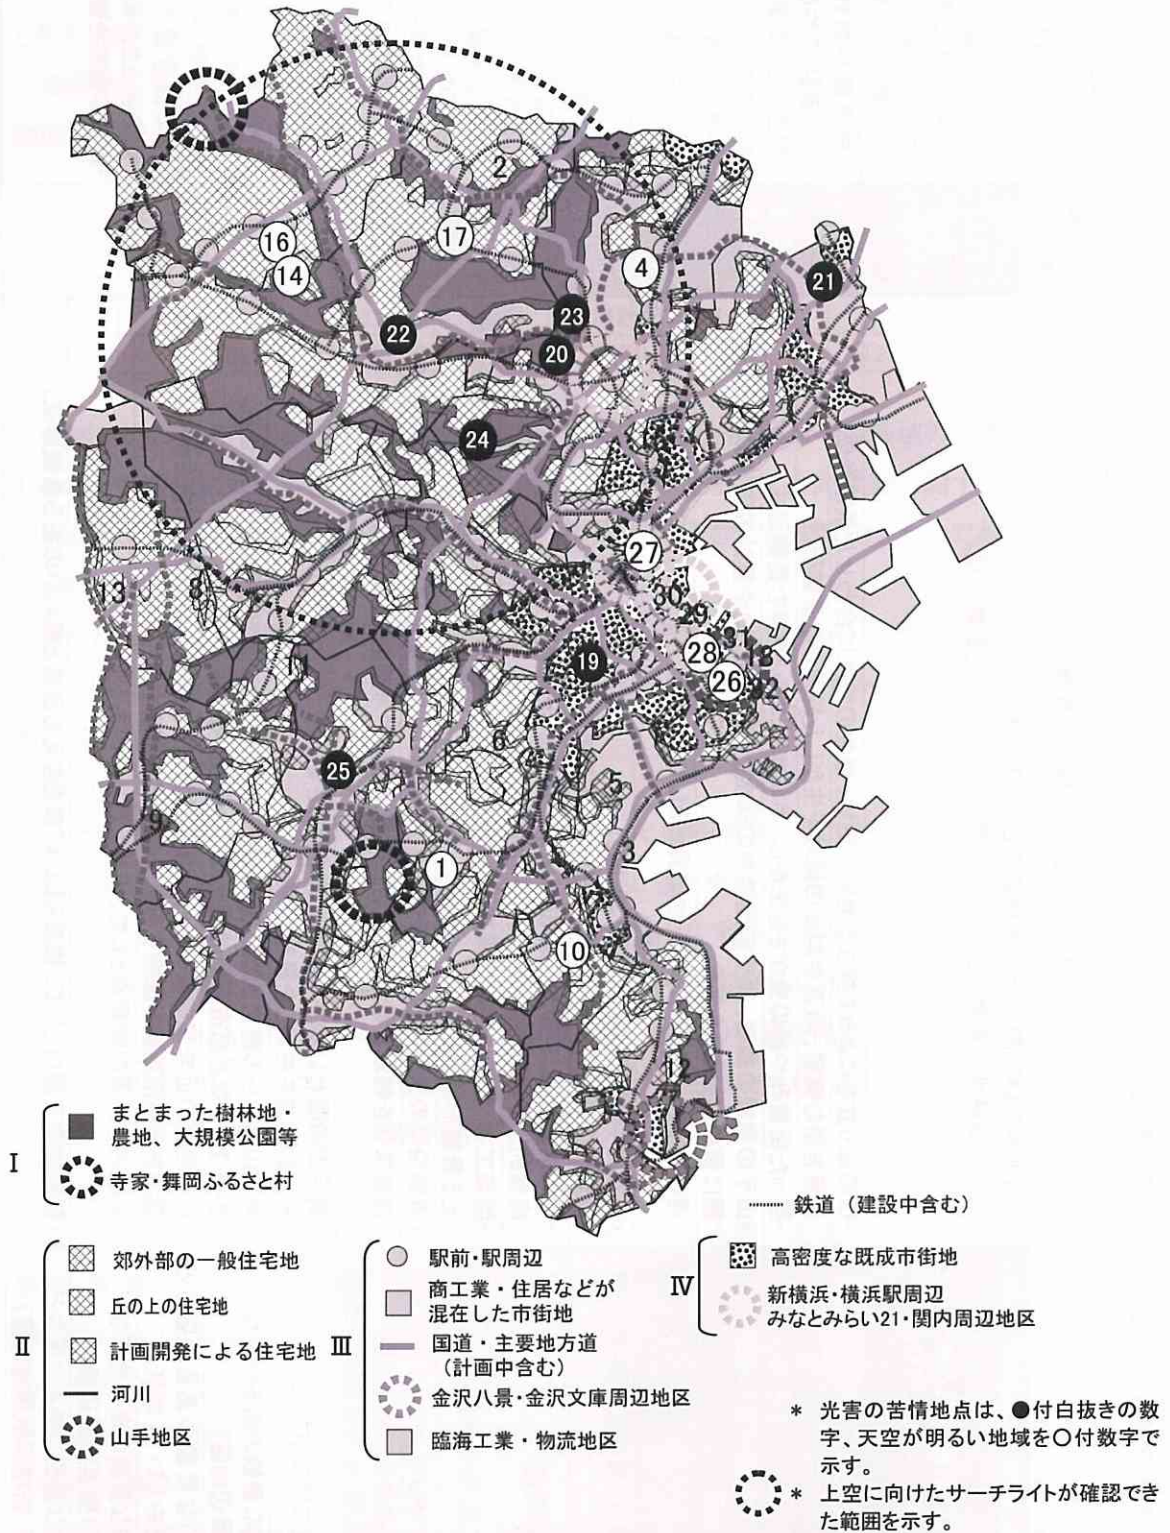 2
16
17
14
4
21
23
22
20
24
27
13
8
30
29
31
28
18
19
26
32
11
6
25
5
9
3
1
10
7
12
I
まとまった樹林地・
農地、大規模公園等
寺家・舞岡ふるさと村
鉄道（建設中含む）
II
郊外部の一般住宅地
丘の上の住宅地
計画開発による住宅地
河川
山手地区
III
駅前・駅周辺
商工業・住居などが
混在した市街地
国道・主要地方道
（計画中含む）
金沢八景・金沢文庫周辺地区
臨海工業・物流地区
IV
高密度な既成市街地
新横浜・横浜駅周辺
みなとみらい21・関内周辺地区
* 光害の苦情地点は、●付白抜きの数
字、天空が明るい地域を○付数字で
示す。
* 上空に向けたサーチライトが確認でき
た範囲を示す。